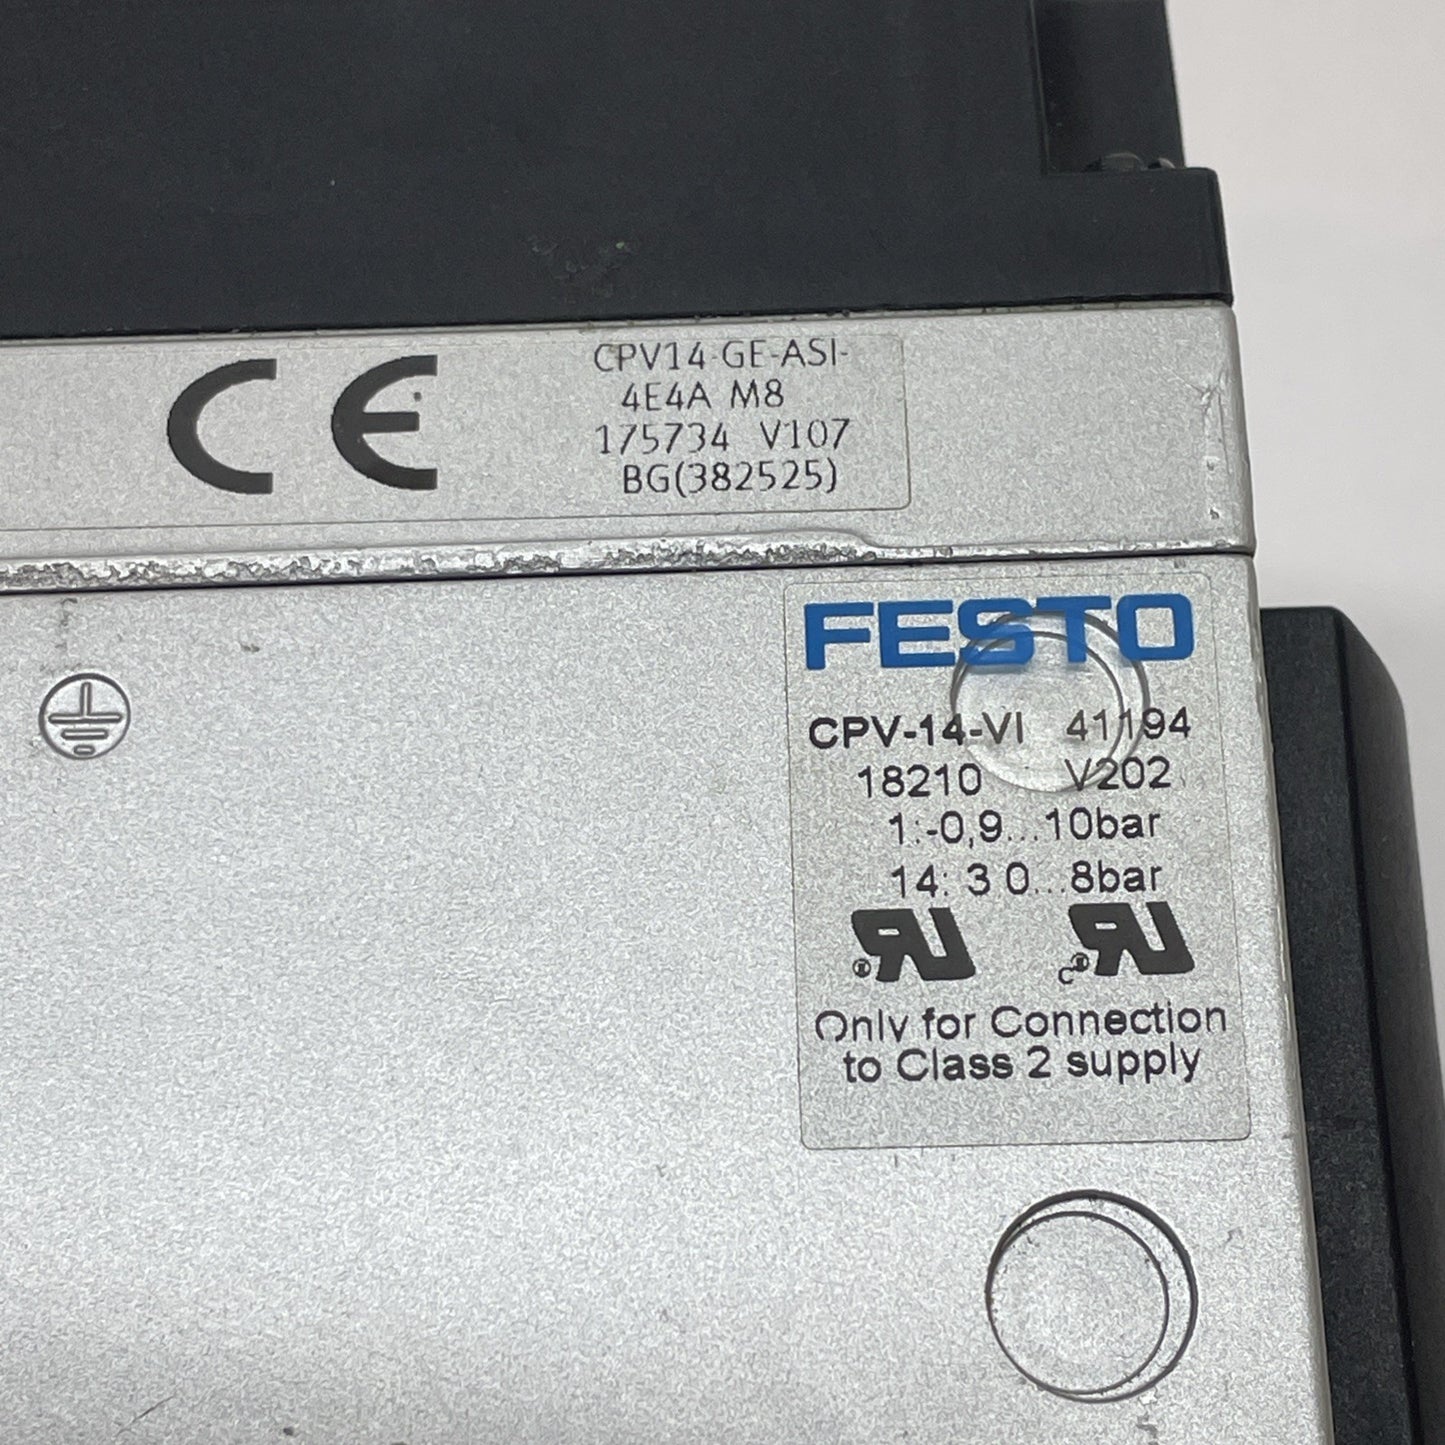 CE CPV14-GE-ASI-
4E4A M8
175734 V107
BG(382525)
FESTO
CPV-14-VI 41194
18210 V202
1:-0,9...10bar
14: 3 0...8bar
Only for Connection
to Class 2 supply